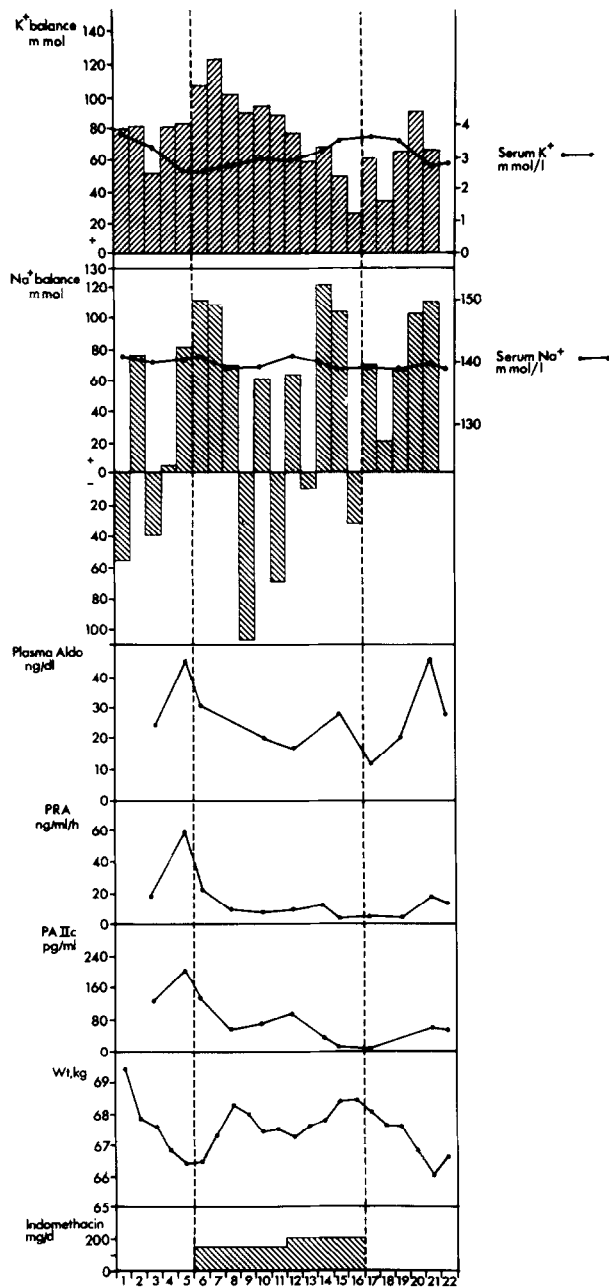 K+ balance
m mol
140
120
100
80
60
40
20
+
0
4
3
2
1
0
Serum K+
m mol/l
130
Na+ balance
m mol
120
100
80
60
40
20
+
0
-
20
40
60
80
100
150
140
130
Serum Na+
m mol/l
Plasma Aldo
ng/dl
40
30
20
10
0
PRA
ng/ml/h
60
40
20
0
PA IIc
pg/ml
240
160
80
0
Wt,kg
69
68
67
66
65
Indomethacin
mg/d
200
0
1 2 3 4 5 6 7 8 9 10 11 12 13 14 15 16 17 18 19 20 21 22